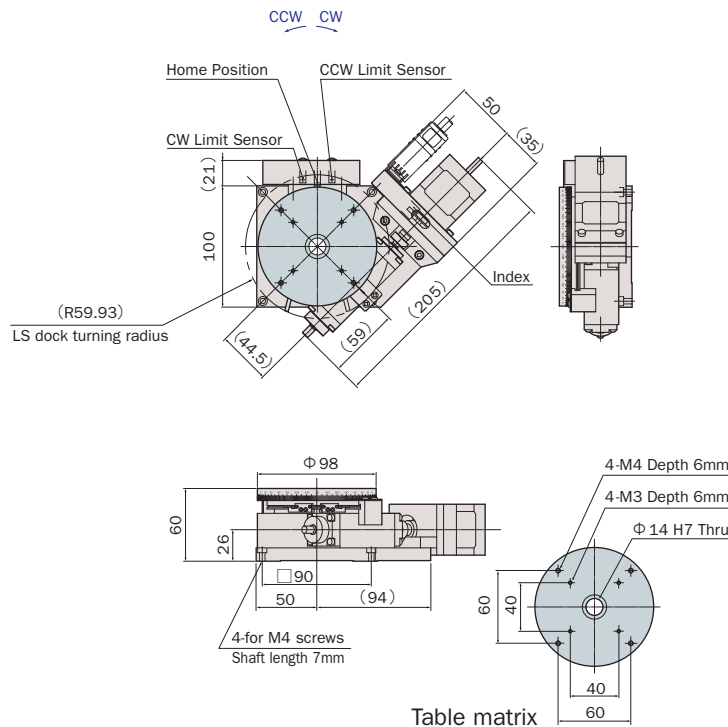 CCW CW
Home Position
CCW Limit Sensor
CW Limit Sensor
50
(35)
(21)
100
Index
(R59.93)
LS dock turning radius
(205)
(59)
(44.5)
Φ98
4-M4 Depth 6mm
4-M3 Depth 6mm
Φ14 H7 Thru
60
26
□90
50
(94)
4-for M4 screws
Shaft length 7mm
60
40
40
60
Table matrix